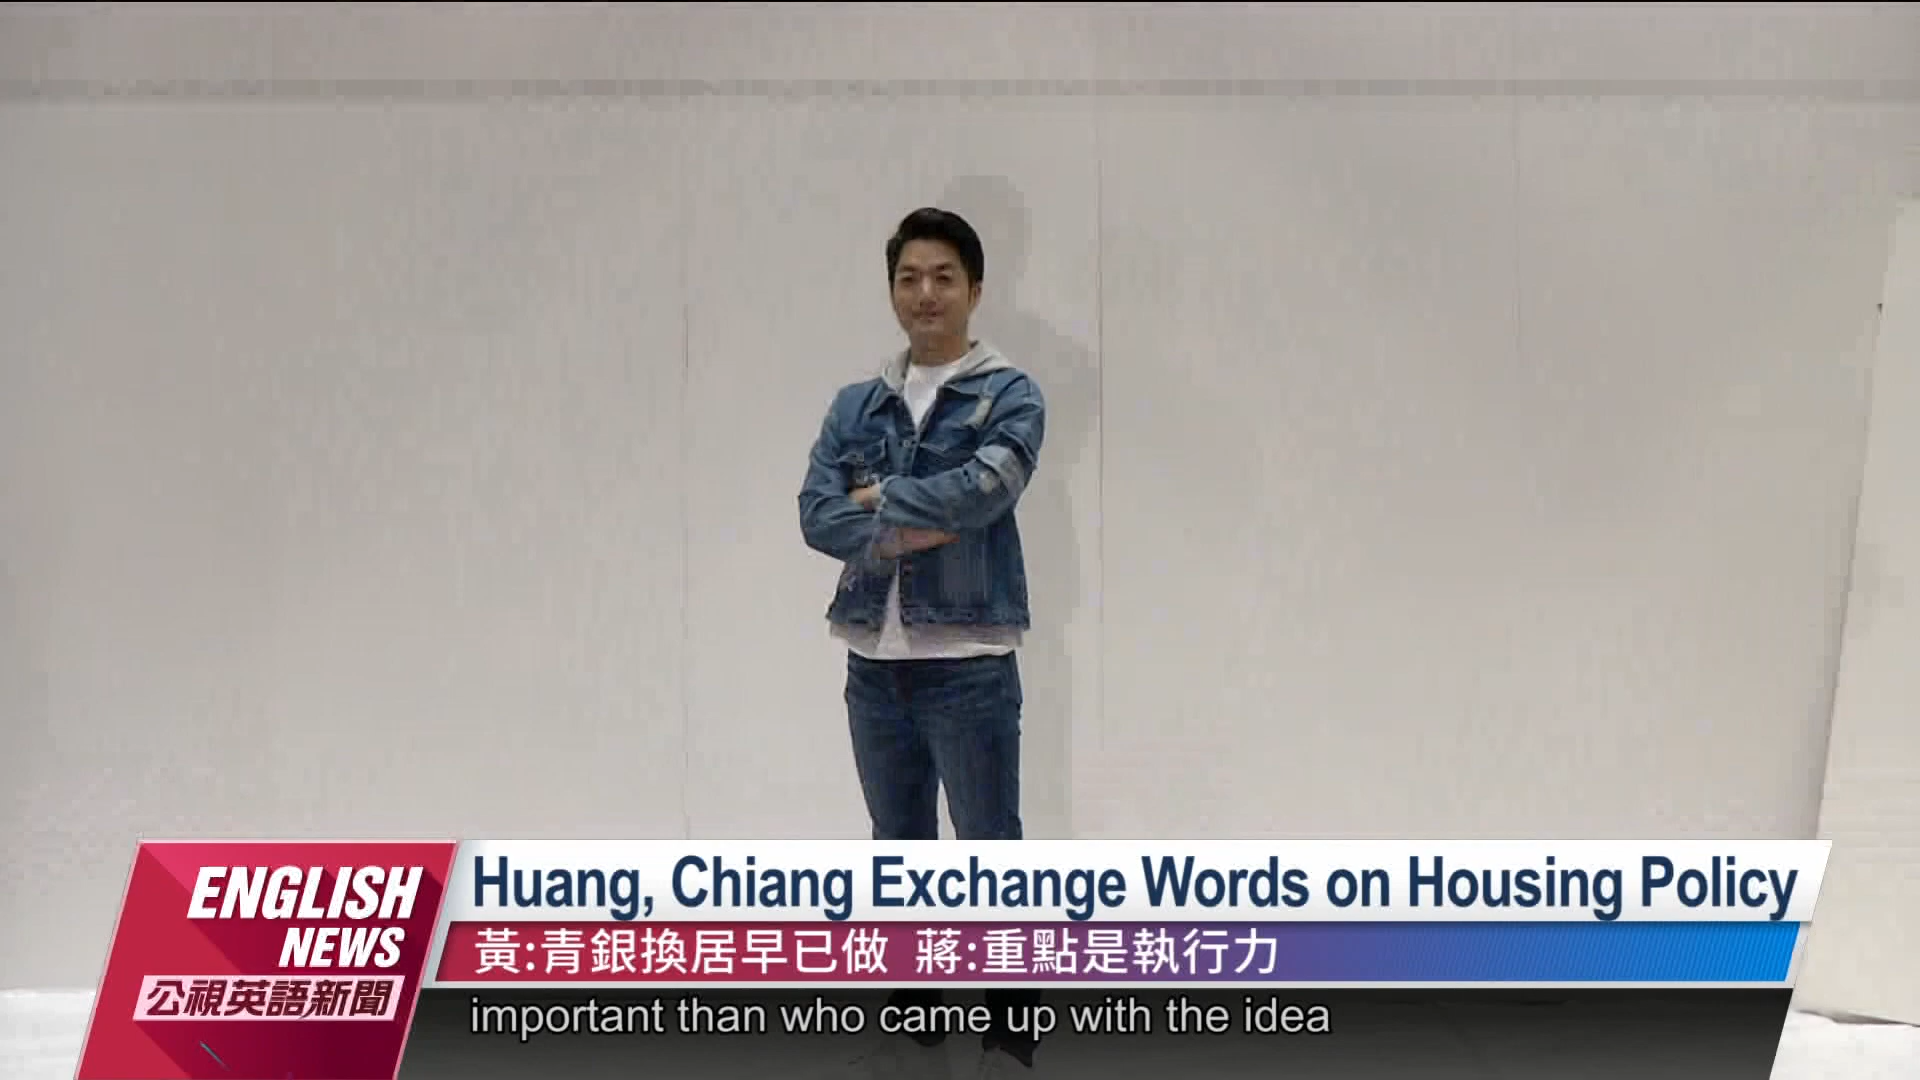 ENGLISH
NEWS
公視英語新聞
Huang, Chiang Exchange Words on Housing Policy
黃:青銀換居早已做 蔣:重點是執行力
important than who came up with the idea